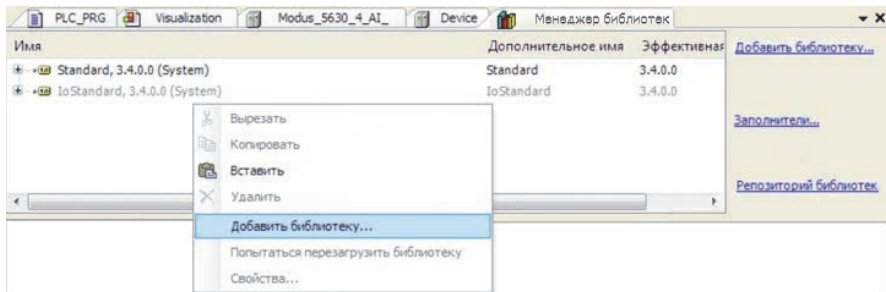 PLC_PRG Visualization Modus_5630_4_AI_ Device Менеджер библиотек
Имя Дополнительное имя Эффективная
Добавить библиотеку...
Standard, 3.4.0.0 (System) Standard 3.4.0.0
IoStandard, 3.4.0.0 (System) IoStandard 3.4.0.0
Вырезать
Заполнители...
Копировать
Вставить
Удалить
Репозиторий библиотек
Добавить библиотеку...
Попытаться перезагрузить библиотеку
Свойства...